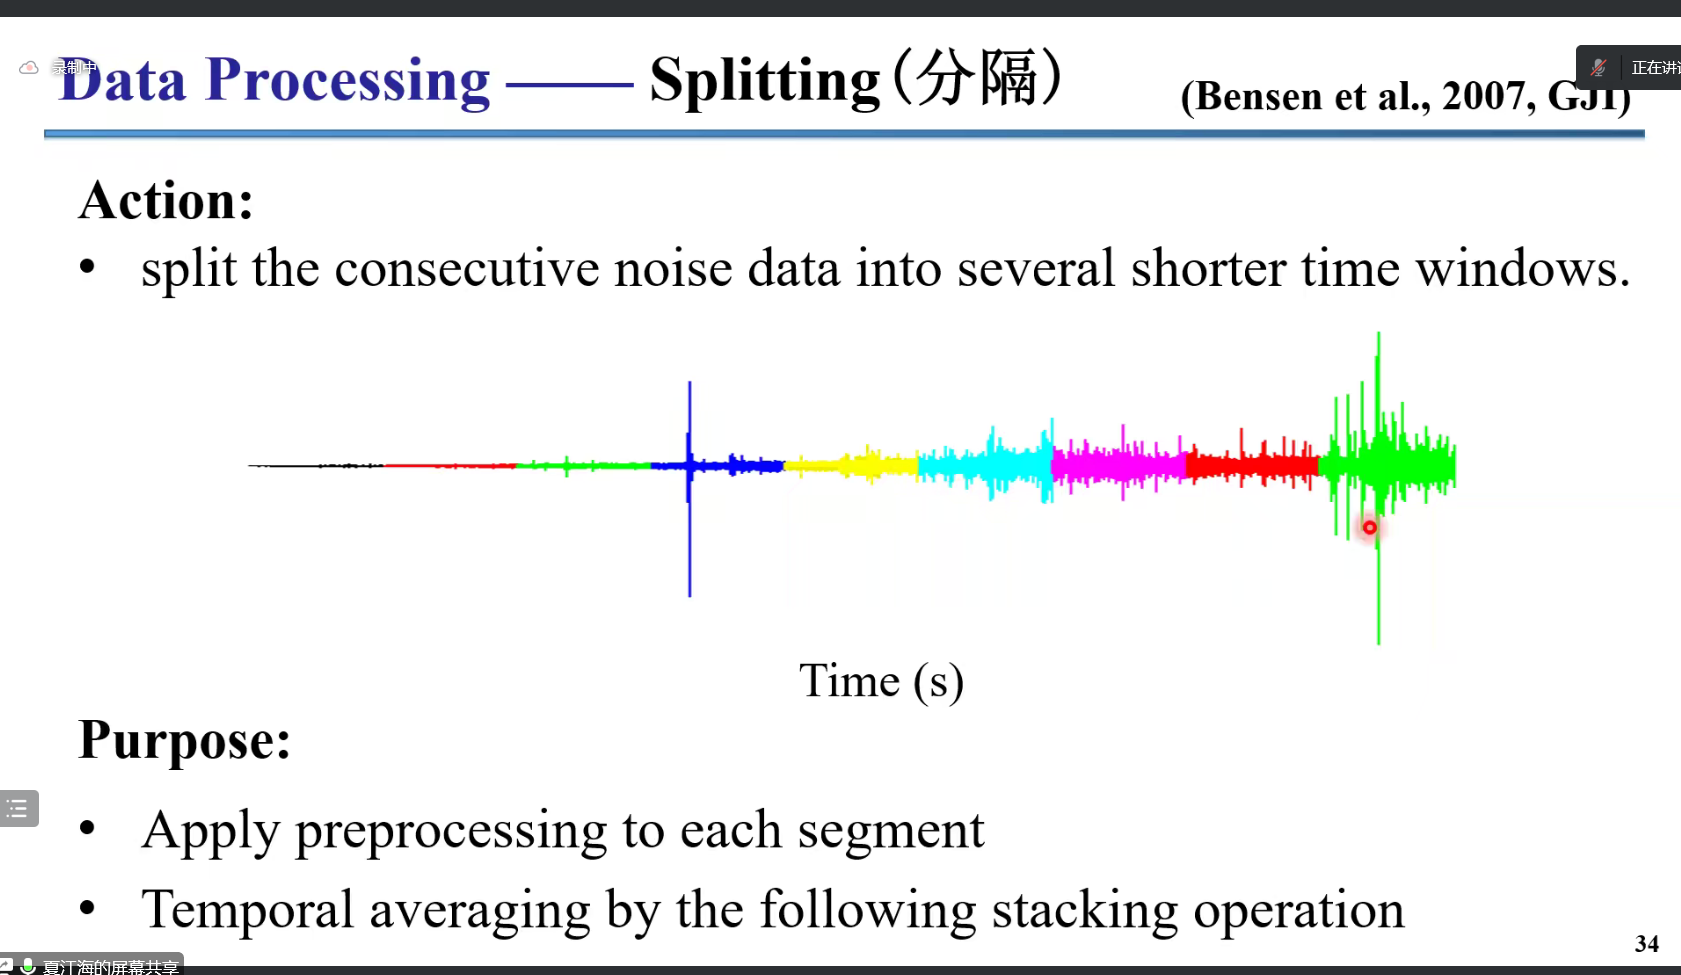 录制中
Data Processing —— Splitting(分隔)
(Bensen et al., 2007, GJI)
正在讲
Action:
• split the consecutive noise data into several shorter time windows.
Time (s)
Purpose:
• Apply preprocessing to each segment
• Temporal averaging by the following stacking operation
34
夏江海的屏幕共享